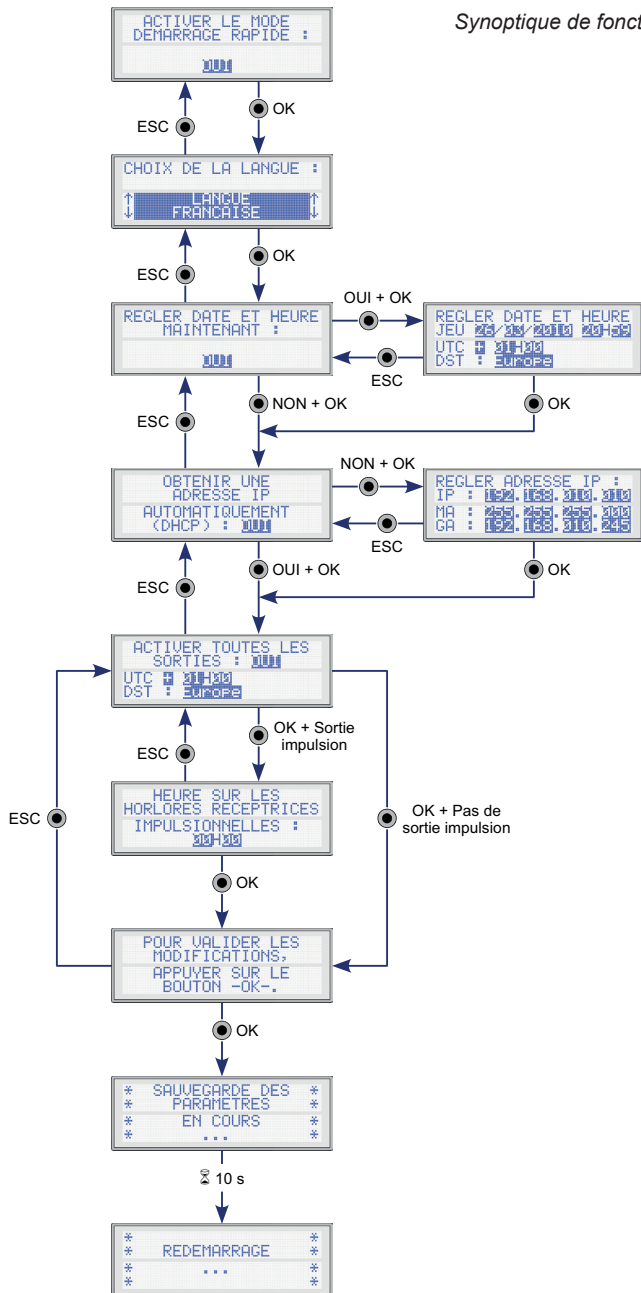 Synoptique de fonct
ACTIVER LE MODE
DEMARRAGE RAPIDE :
OUI
ESC
OK
CHOIX DE LA LANGUE :
↑ LANGUE ↑
↓ FRANCAISE ↓
ESC
OK
REGLER DATE ET HEURE
MAINTENANT :
OUI
OUI + OK
ESC
REGLER DATE ET HEURE
JEU 26/03/2010 20H59
UTC + 01H00
DST : Europe
ESC
NON + OK
OK
OBTENIR UNE
ADRESSE IP
AUTOMATIQUEMENT
(DHCP) : OUI
NON + OK
ESC
REGLER ADRESSE IP :
IP : 192.168.010.010
MA : 255.255.255.000
GA : 192.168.010.245
ESC
OUI + OK
OK
ACTIVER TOUTES LES
SORTIES : OUI
UTC + 01H00
DST : Europe
ESC
OK + Sortie
impulsion
HEURE SUR LES
HORLORES RECEPTRICES
IMPULSIONNELLES :
00H00
ESC
OK + Pas de
sortie impulsion
OK
POUR VALIDER LES
MODIFICATIONS,
APPUYER SUR LE
BOUTON -OK-.
OK
* SAUVEGARDE DES *
* PARAMETRES *
* EN COURS *
* ... *
10 s
* *
* REDEMARRAGE *
* ... *
* *